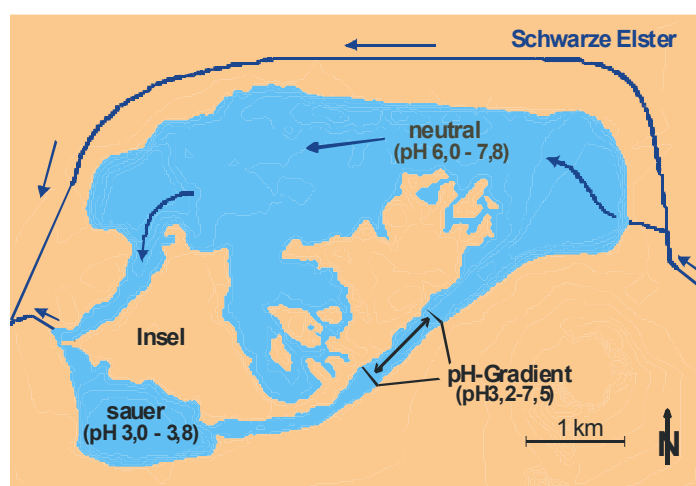 Schwarze Elster
neutral
(pH 6,0 - 7,8)
Insel
pH-Gradient
(pH3,2-7,5)
sauer
(pH 3,0 - 3,8)
1 km
N